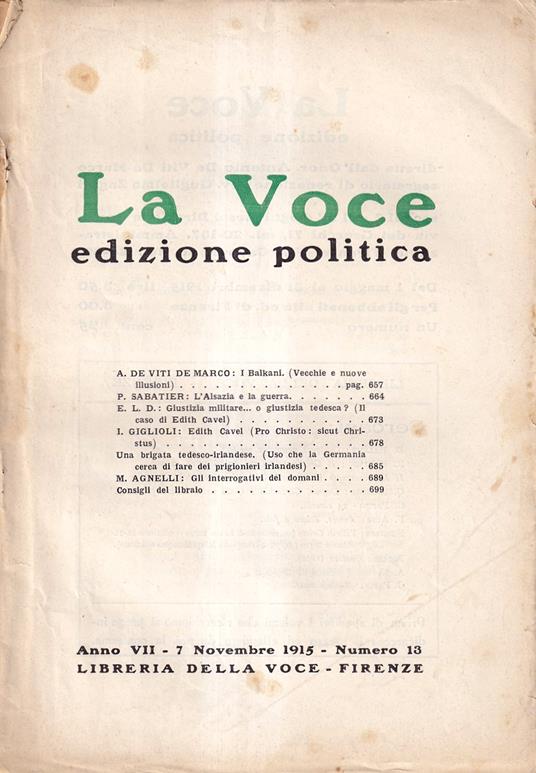 La Voce
edizione politica
A. DE VITI DE MARCO: I Balkani. (Vecchie e nuove
illusioni) . . . . . . . . . . . . . . . pag. 657
P. SABATIER: L'Alsazia e la guerra. . . . . . . . 664
E. L. D.: Giustizia militare... o giustizia tedesca? (Il
caso di Edith Cavel) . . . . . . . . . . . . 673
I. GIGLIOLI: Edith Cavel (Pro Christo: sicut Chri-
stus) . . . . . . . . . . . . . . . . . 678
Una brigata tedesco-irlandese. (Uso che la Germania
cerca di fare dei prigionieri irlandesi) . . . . . 685
M. AGNELLI: Gli interrogativi del domani . . . . 689
Consigli del libraio . . . . . . . . . . . . 699
Anno VII - 7 Novembre 1915 - Numero 13
LIBRERIA DELLA VOCE - FIRENZE